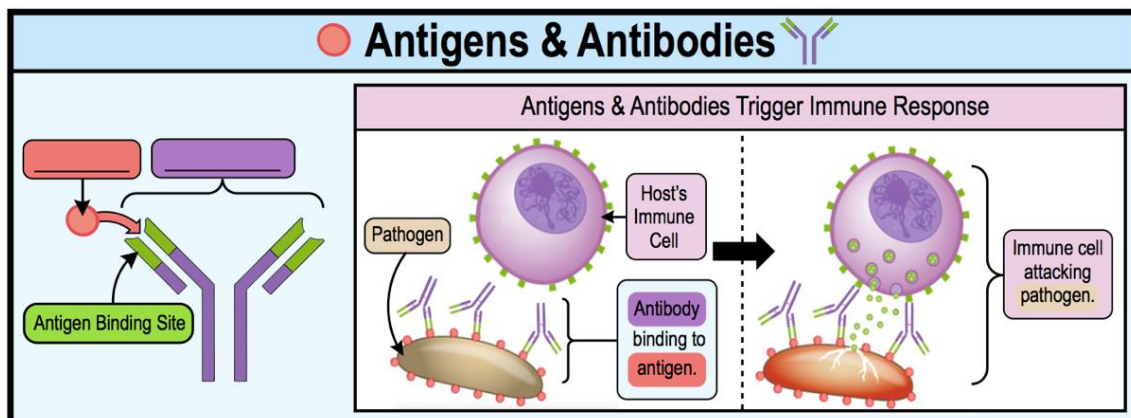 Antigens & Antibodies
Antigens & Antibodies Trigger Immune Response
Antigen Binding Site
Pathogen
Host's
Immune
Cell
Antibody
binding to
antigen.
Immune cell
attacking
pathogen.